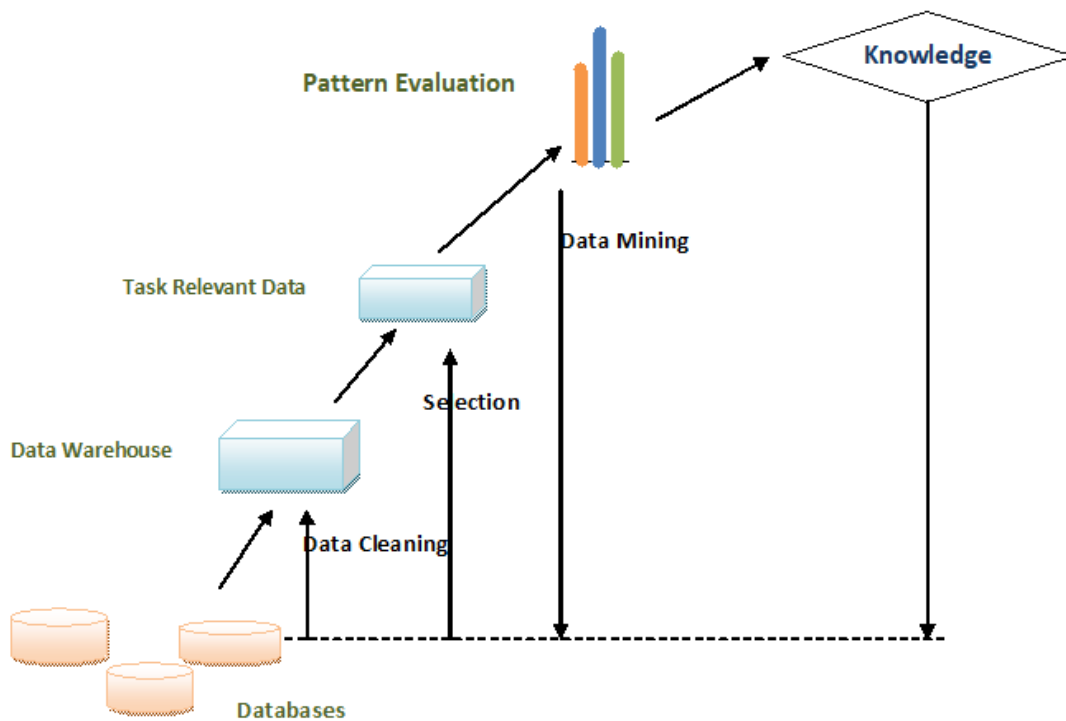 Knowledge
Pattern Evaluation
Data Mining
Task Relevant Data
Selection
Data Warehouse
Data Cleaning
Databases